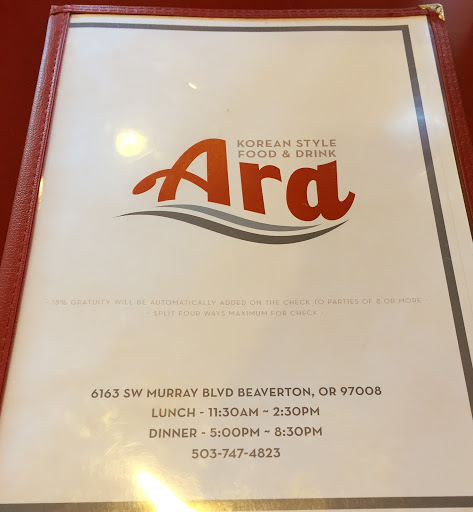 KOREAN STYLE
FOOD & DRINK
Ara
- 18% GRATUITY WILL BE AUTOMATICALLY ADDED ON THE CHECK TO PARTIES OF 8 OR MORE -
- SPLIT FOUR WAYS MAXIMUM FOR CHECK -
6163 SW MURRAY BLVD BEAVERTON, OR 97008
LUNCH - 11:30AM ~ 2:30PM
DINNER - 5:00PM ~ 8:30PM
503-747-4823